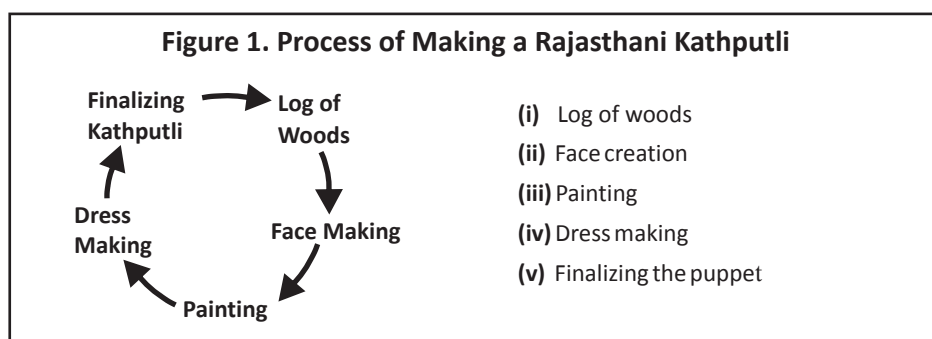 Figure 1. Process of Making a Rajasthani Kathputli
Finalizing
Kathputli
Log of
Woods
Face Making
Painting
Dress
Making
(i) Log of woods
(ii) Face creation
(iii) Painting
(iv) Dress making
(v) Finalizing the puppet